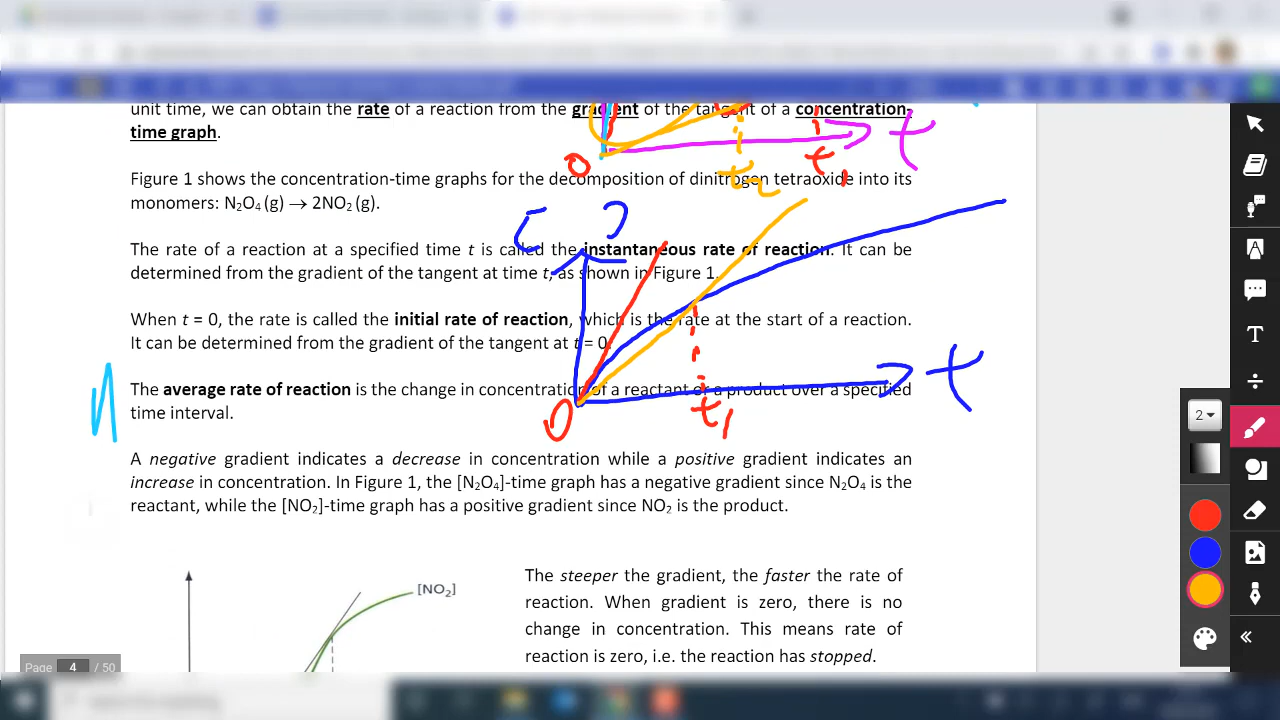 unit time, we can obtain the rate of a reaction from the gradient of the tangent of a concentration-
time graph.
t
0
t2
t1
Figure 1 shows the concentration-time graphs for the decomposition of dinitrogen tetraoxide into its
monomers: N₂O₄ (g) → 2NO₂ (g).
[ ]
The rate of a reaction at a specified time t is called the instantaneous rate of reaction. It can be
determined from the gradient of the tangent at time t, as shown in Figure 1.
When t = 0, the rate is called the initial rate of reaction, which is the rate at the start of a reaction.
It can be determined from the gradient of the tangent at t = 0.
t
The average rate of reaction is the change in concentration of a reactant or a product over a specified
time interval.
0
t1
A negative gradient indicates a decrease in concentration while a positive gradient indicates an
increase in concentration. In Figure 1, the [N₂O₄]-time graph has a negative gradient since N₂O₄ is the
reactant, while the [NO₂]-time graph has a positive gradient since NO₂ is the product.
[NO₂]
The steeper the gradient, the faster the rate of
reaction. When gradient is zero, there is no
change in concentration. This means rate of
reaction is zero, i.e. the reaction has stopped.
Page 4 / 50
2
T